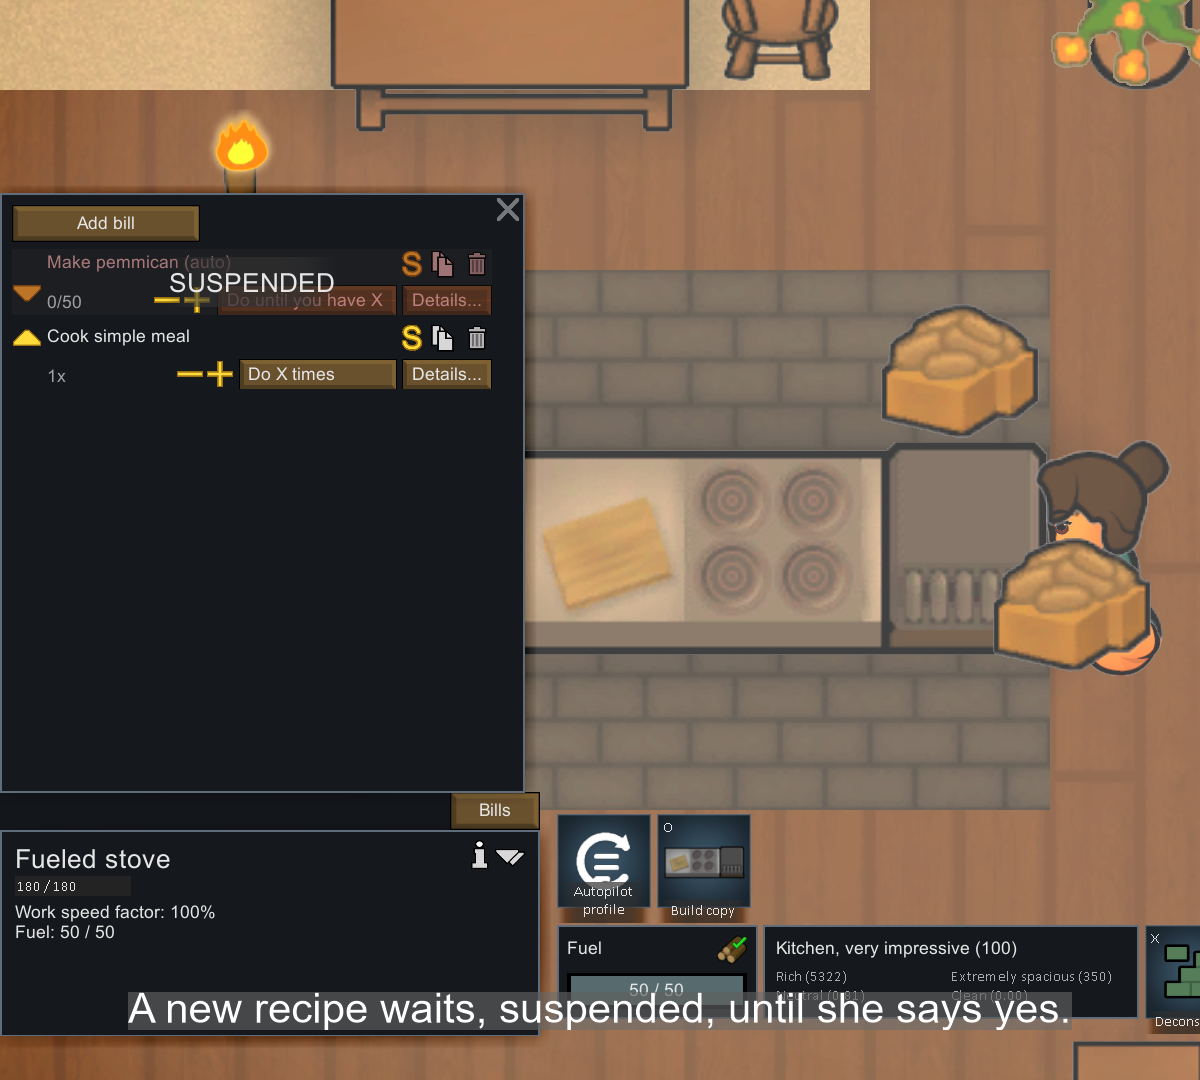 Add bill
Make pemmican (auto)
SUSPENDED
0/50
Do until you have X
Details...
Cook simple meal
1x
Do X times
Details...
Bills
Fueled stove
180 / 180
Work speed factor: 100%
Fuel: 50 / 50
Autopilot
profile
O
Build copy
Fuel
50 / 50
Kitchen, very impressive (100)
Rich (5322)
Extremely spacious (350)
Neutral (0.81)
Clean (0.00)
X
Decons
A new recipe waits, suspended, until she says yes.